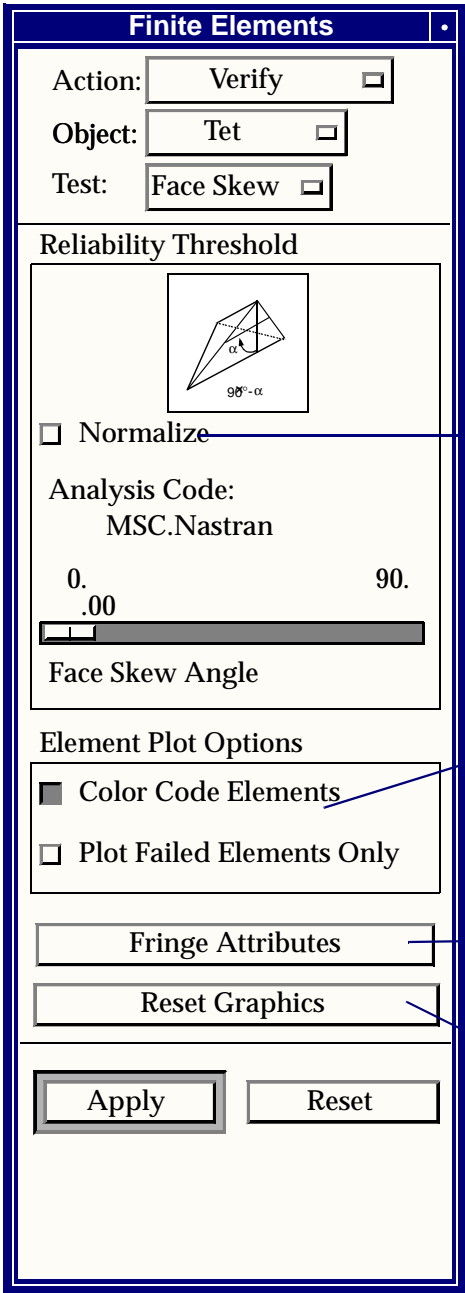 Finite Elements
Action: Verify
Object: Tet
Test: Face Skew
Reliability Threshold
α
90°-α
Normalize
Analysis Code:
MSC.Nastran
0. 90.
.00
Face Skew Angle
Element Plot Options
Color Code Elements
Plot Failed Elements Only
Fringe Attributes
Reset Graphics
Apply Reset